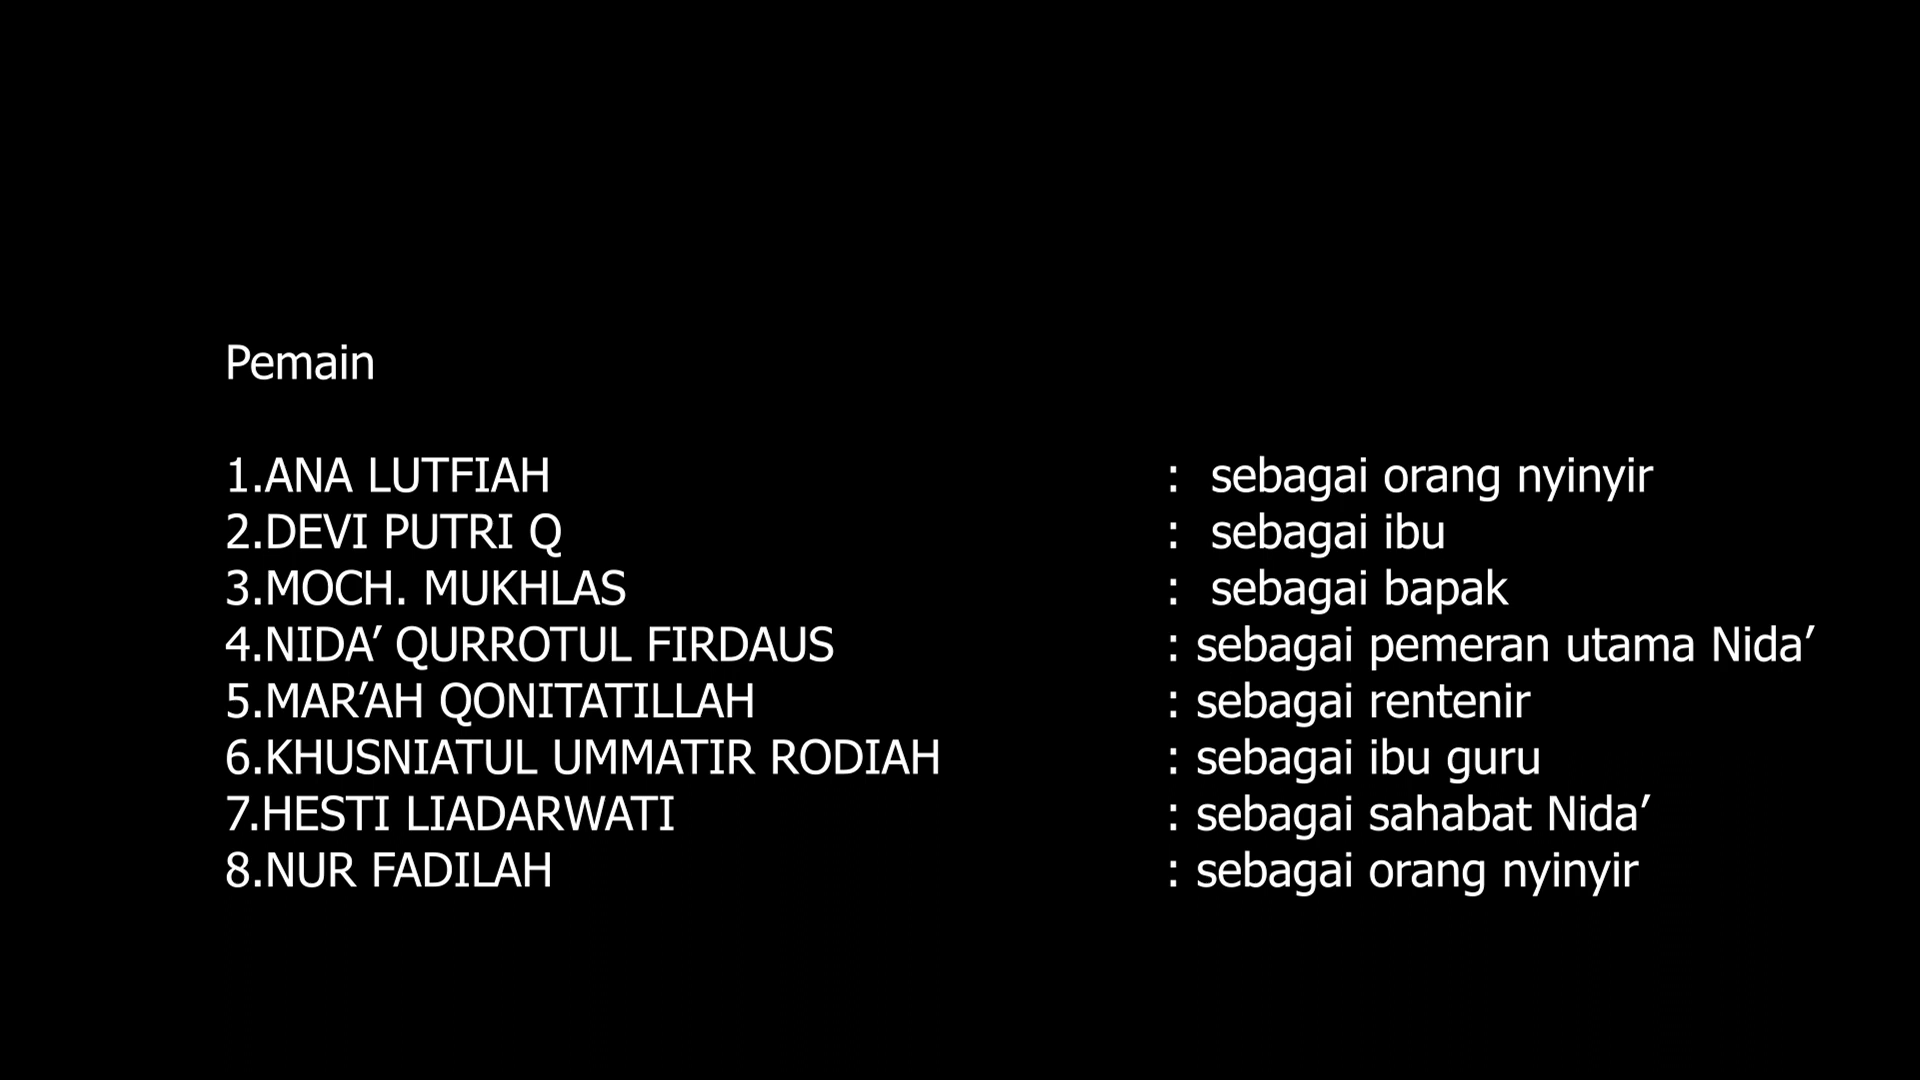 Pemain
1.ANA LUTFIAH : sebagai orang nyinyir
2.DEVI PUTRI Q : sebagai ibu
3.MOCH. MUKHLAS : sebagai bapak
4.NIDA’ QURROTUL FIRDAUS : sebagai pemeran utama Nida’
5.MAR’AH QONITATILLAH : sebagai rentenir
6.KHUSNIATUL UMMATIR RODIAH : sebagai ibu guru
7.HESTI LIADARWATI : sebagai sahabat Nida’
8.NUR FADILAH : sebagai orang nyinyir